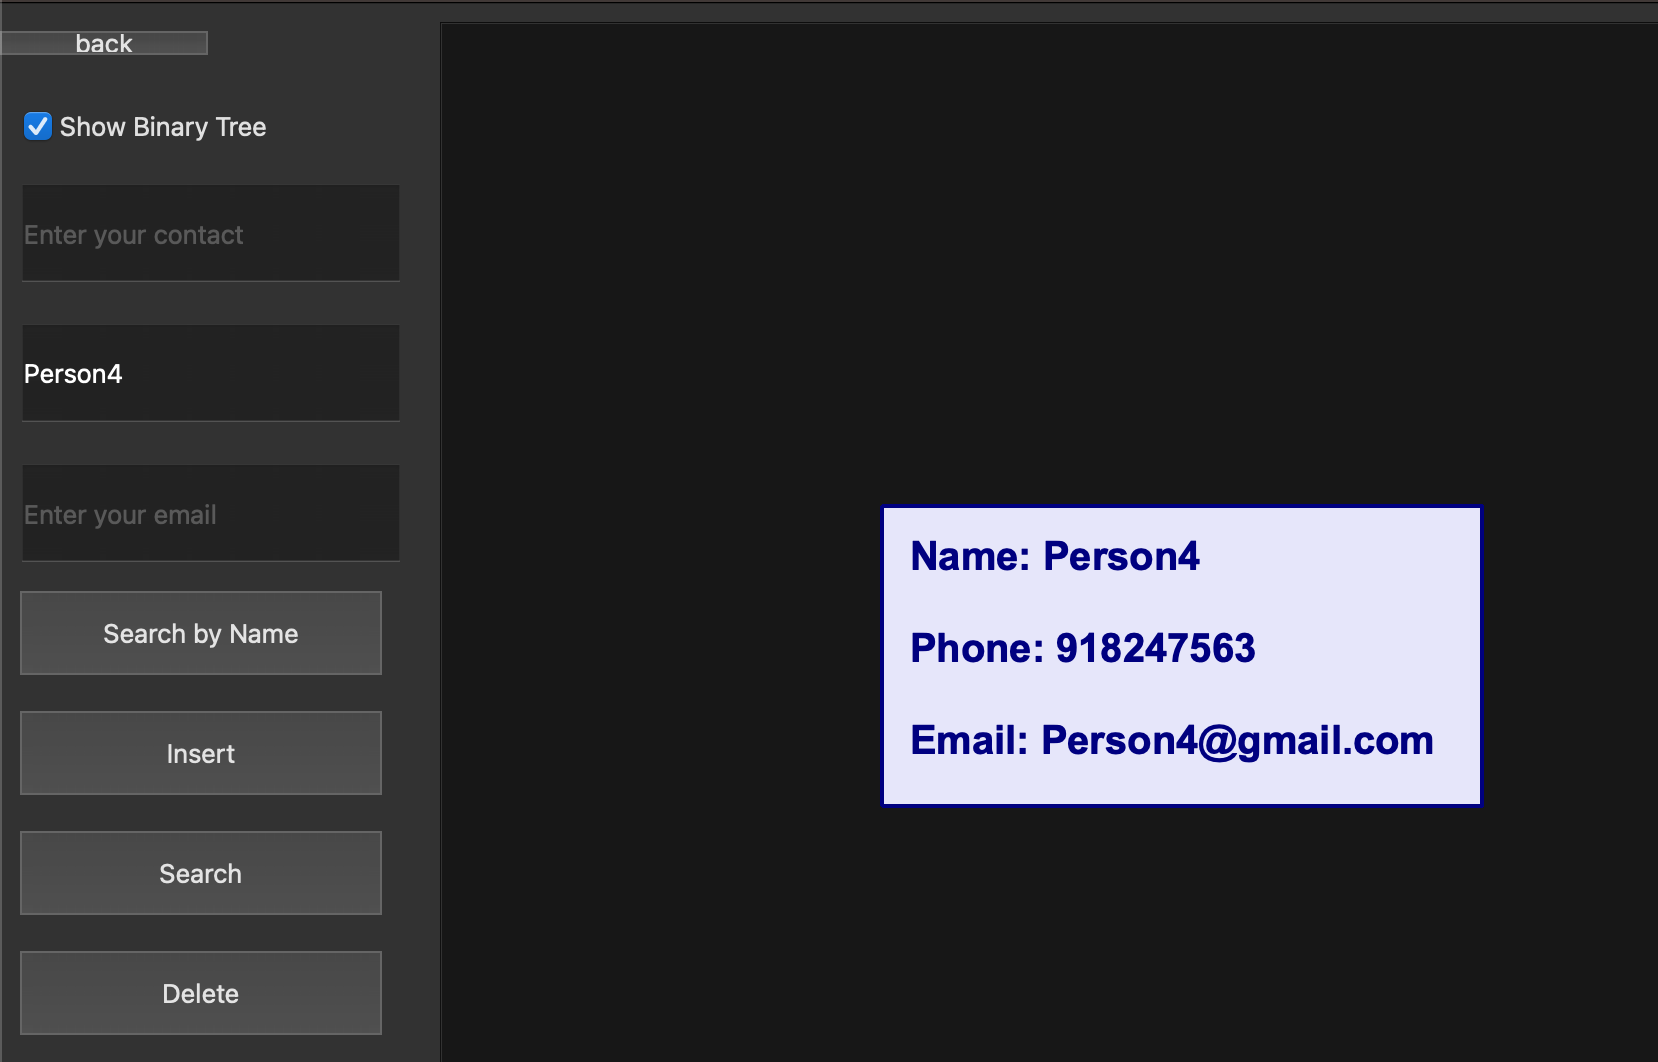 back
Show Binary Tree
Enter your contact
Person4
Enter your email
Search by Name
Insert
Search
Delete
Name: Person4
Phone: 918247563
Email: Person4@gmail.com